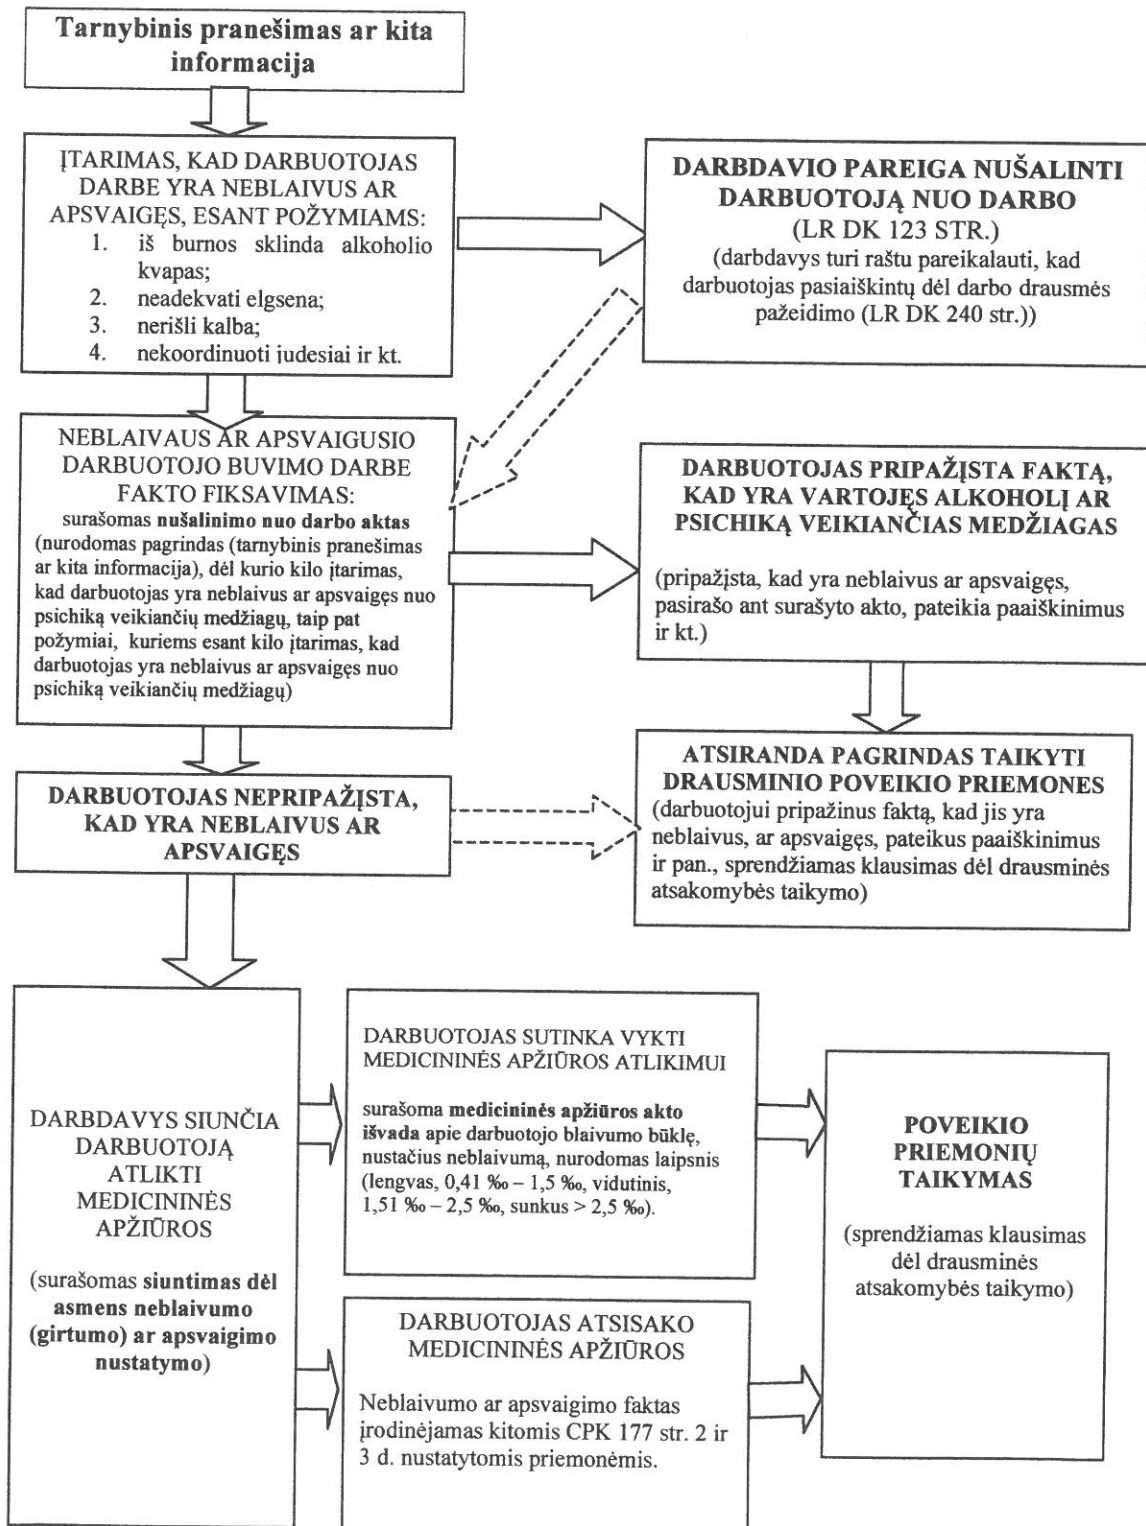 Tarnybinis pranešimas ar kita
informacija
ĮTARIMAS, KAD DARBUOTOJAS
DARBE YRA NEBLAIVUS AR
APSVAIGĘS, ESANT POŽYMIAMS:
1. iš burnos sklinda alkoholio
kvapas;
2. neadekvati elgsena;
3. nerišli kalba;
4. nekoordinuoti judesiai ir kt.
DARBDAVIO PAREIGA NUŠALINTI
DARBUOTOJĄ NUO DARBO
(LR DK 123 STR.)
(darbdavys turi raštu pareikalauti, kad
darbuotojas pasiaiškintų dėl darbo drausmės
pažeidimo (LR DK 240 str.))
NEBLAIVAUS AR APSVAIGUSIO
DARBUOTOJO BUVIMO DARBE
FAKTO FIKSAVIMAS:
surašomas nušalinimo nuo darbo aktas
(nurodomas pagrindas (tarnybinis pranešimas
ar kita informacija), dėl kurio kilo įtarimas,
kad darbuotojas yra neblaivus ar apsvaigęs nuo
psichiką veikiančių medžiagų, taip pat
požymiai, kuriems esant kilo įtarimas, kad
darbuotojas yra neblaivus ar apsvaigęs nuo
psichiką veikiančių medžiagų)
DARBUOTOJAS PRIPAŽĮSTA FAKTĄ,
KAD YRA VARTOJĘS ALKOHOLĮ AR
PSICHIKĄ VEIKIANČIAS MEDŽIAGAS
(pripažįsta, kad yra neblaivus ar apsvaigęs,
pasirašo ant surašyto akto, pateikia paaiškinimus
ir kt.)
DARBUOTOJAS NEPRIPAŽĮSTA,
KAD YRA NEBLAIVUS AR
APSVAIGĘS
ATSIRANDA PAGRINDAS TAIKYTI
DRAUSMINIO POVEIKIO PRIEMONES
(darbuotojui pripažinus faktą, kad jis yra
neblaivus, ar apsvaigęs, pateikus paaiškinimus
ir pan., sprendžiamas klausimas dėl drausminės
atsakomybės taikymo)
DARBDAVYS SIUNČIA
DARBUOTOJĄ
ATLIKTI
MEDICININĖS
APŽIŪROS
(surašomas siuntimas dėl
asmens neblaivumo
(girtumo) ar apsvaigimo
nustatymo)
DARBUOTOJAS SUTINKA VYKTI
MEDICININĖS APŽIŪROS ATLIKIMUI
surašoma medicininės apžiūros akto
išvada apie darbuotojo blaivumo būklę,
nustačius neblaivumą, nurodomas laipsnis
(lengvas, 0,41 ‰ – 1,5 ‰, vidutinis,
1,51 ‰ – 2,5 ‰, sunkus > 2,5 ‰).
DARBUOTOJAS ATSISAKO
MEDICININĖS APŽIŪROS
Neblaivumo ar apsvaigimo faktas
įrodinėjamas kitomis CPK 177 str. 2 ir
3 d. nustatytomis priemonėmis.
POVEIKIO
PRIEMONIŲ
TAIKYMAS
(sprendžiamas klausimas
dėl drausminės
atsakomybės taikymo)